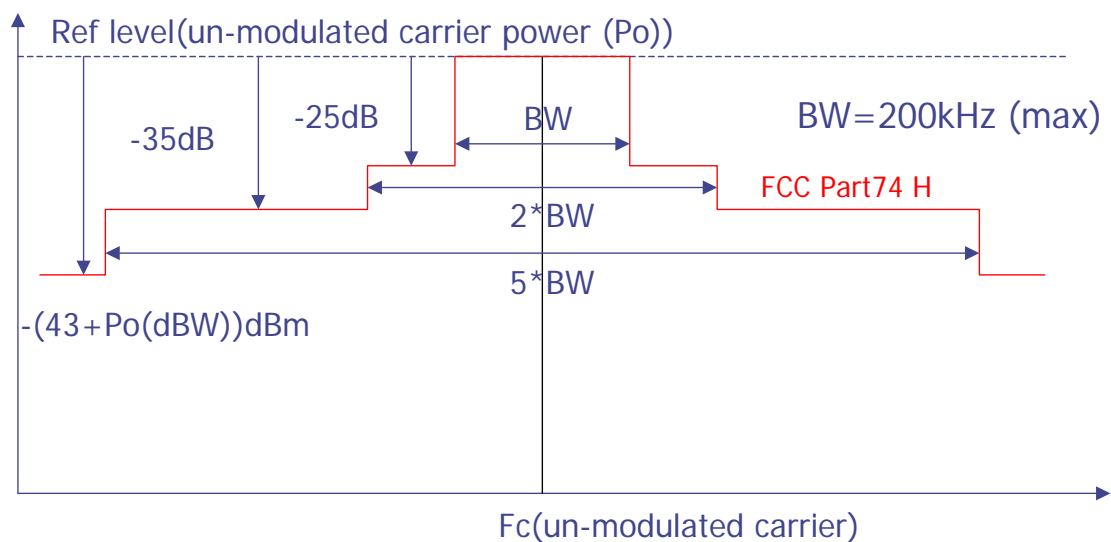 Ref level(un-modulated carrier power (Po))
-25dB
BW
BW=200kHz (max)
-35dB
FCC Part74 H
2*BW
5*BW
-(43+Po(dBW))dBm
Fc(un-modulated carrier)